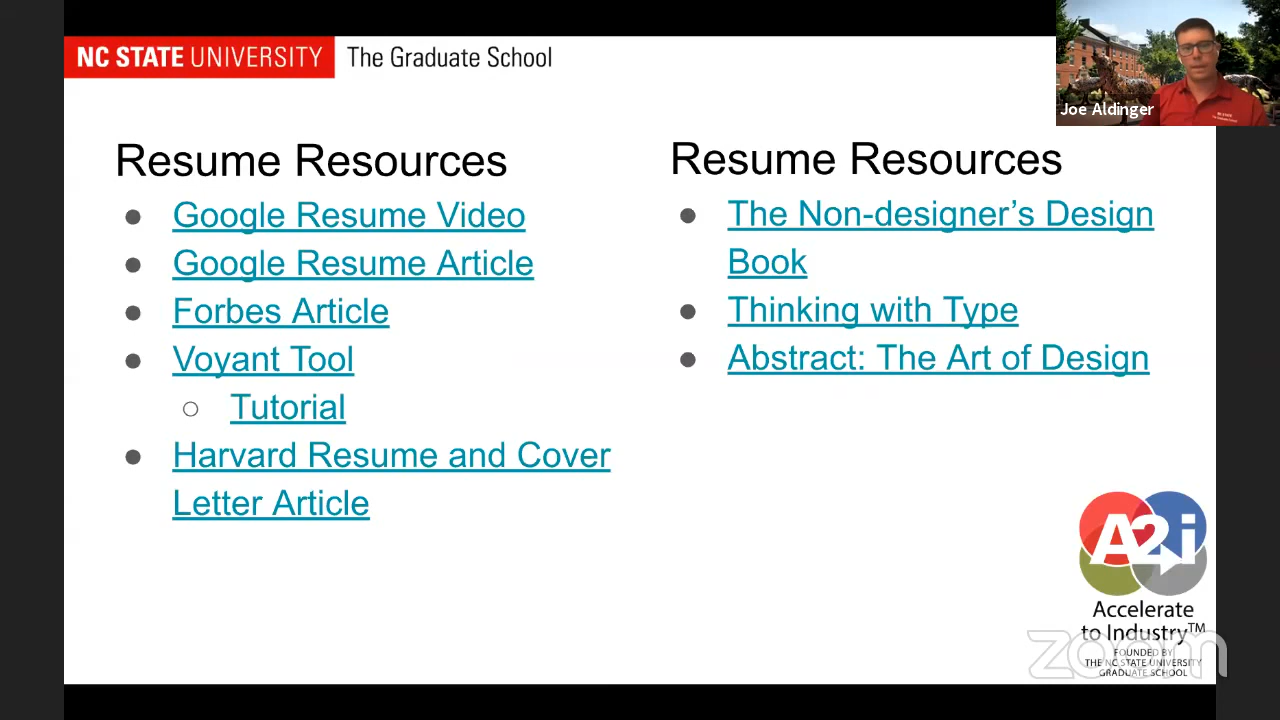 NC STATE UNIVERSITY The Graduate School
Joe Aldinger
Resume Resources
Google Resume Video
Google Resume Article
Forbes Article
Voyant Tool
Tutorial
Harvard Resume and Cover
Letter Article
Resume Resources
The Non-designer’s Design
Book
Thinking with Type
Abstract: The Art of Design
A2i
Accelerate
to Industry™
FOUNDED BY
THE NC STATE UNIVERSITY
GRADUATE SCHOOL
zoom